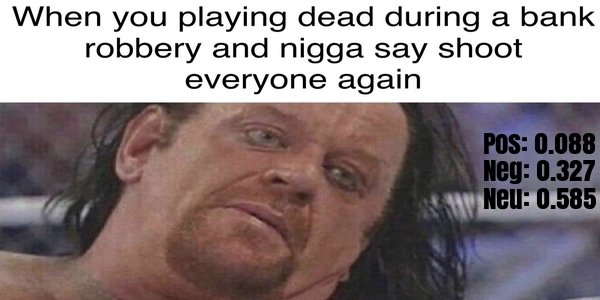 When you playing dead during a bank
robbery and nigga say shoot
everyone again
Pos: 0.088
Neg: 0.327
Neu: 0.585